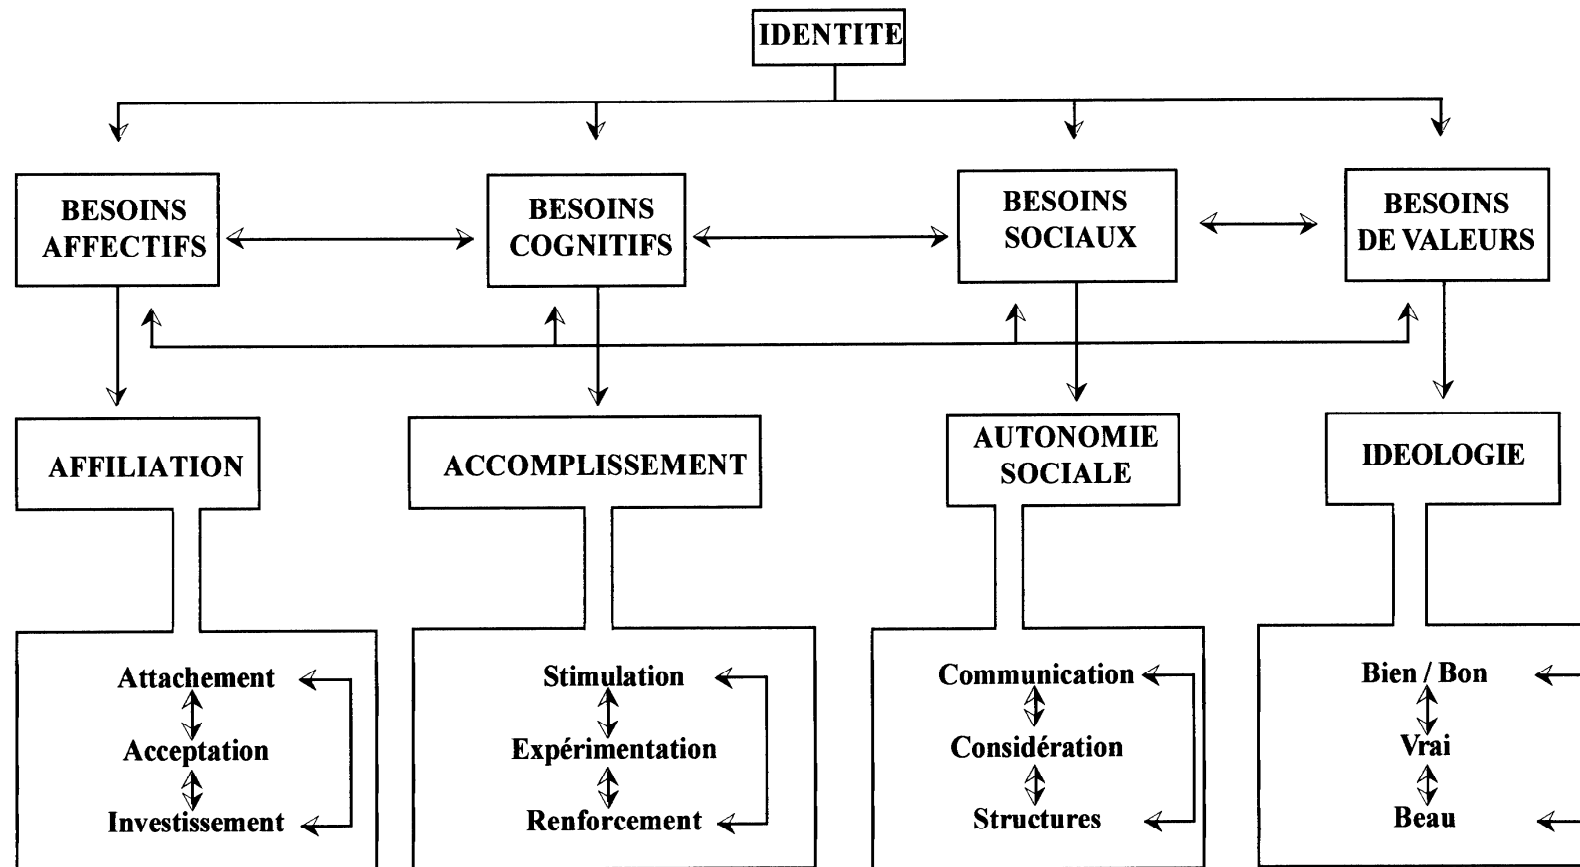 IDENTITE
BESOINS
AFFECTIFS
BESOINS
COGNITIFS
BESOINS
SOCIAUX
BESOINS
DE VALEURS
AFFILIATION
ACCOMPLISSEMENT
AUTONOMIE
SOCIALE
IDEOLOGIE
Attachement
Acceptation
Investissement
Stimulation
Expérimentation
Renforcement
Communication
Considération
Structures
Bien / Bon
Vrai
Beau